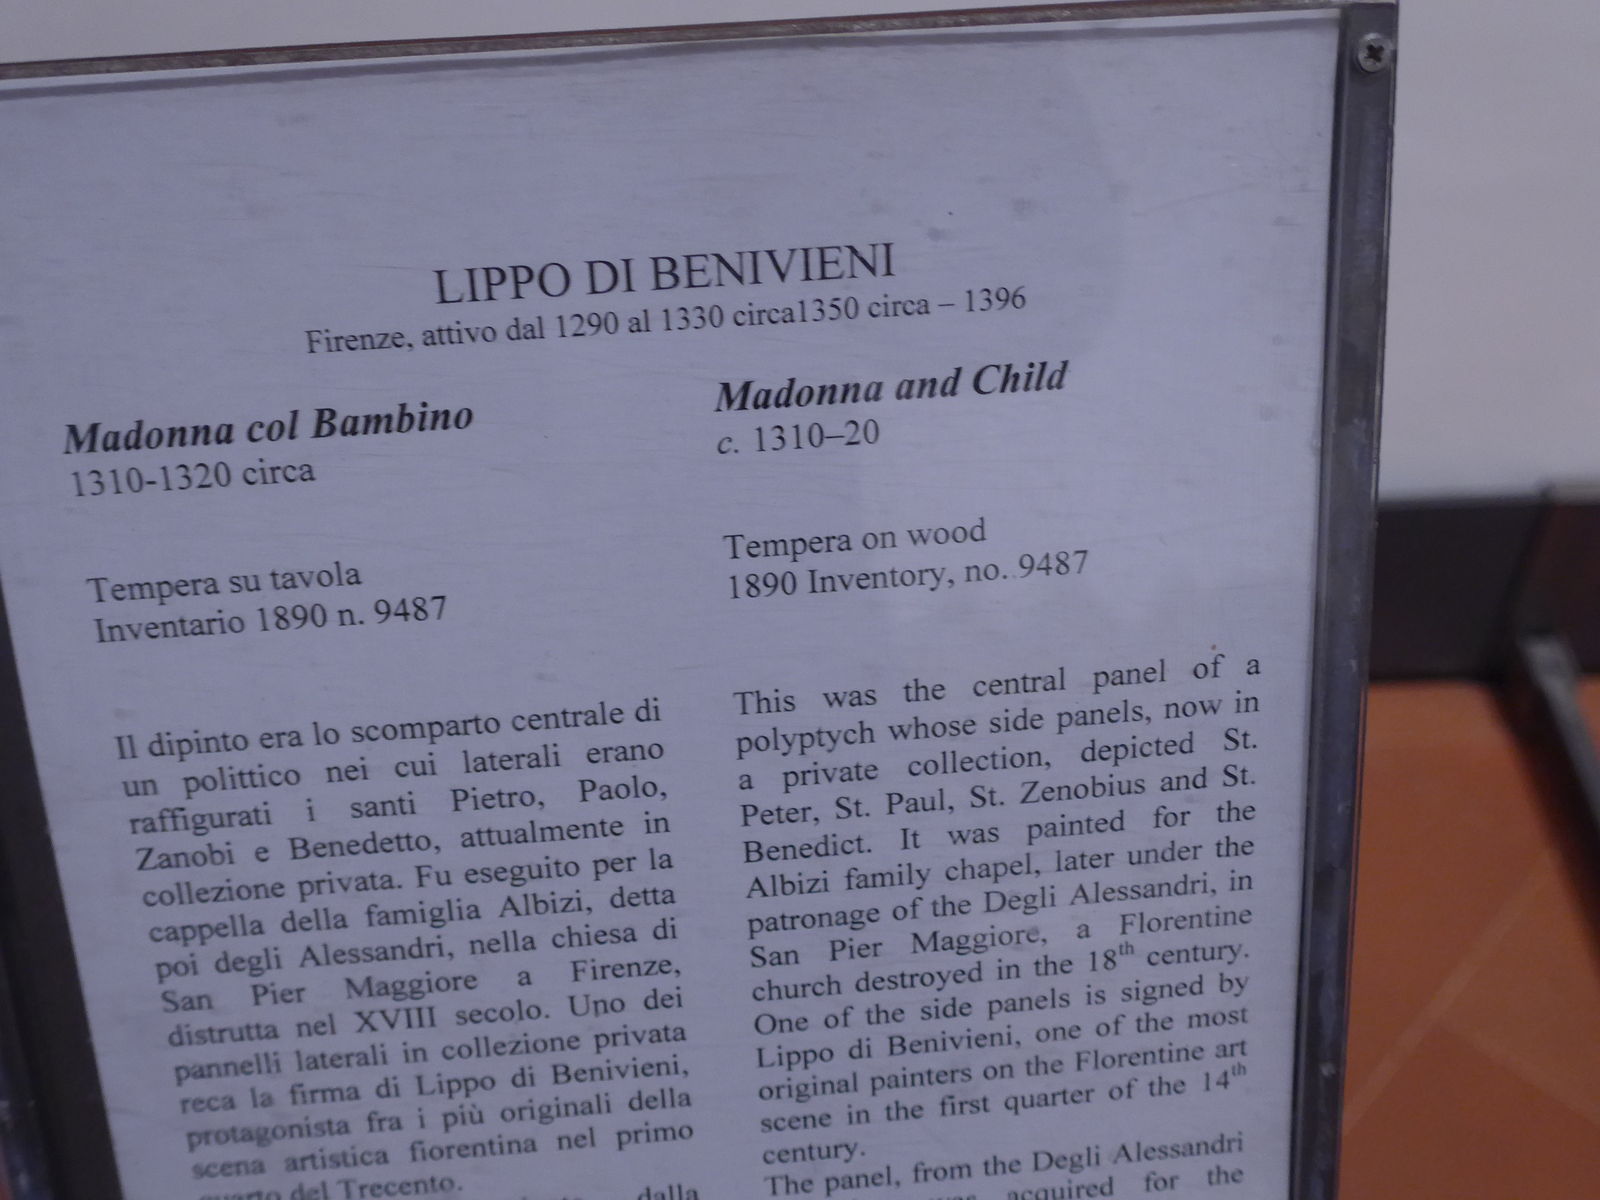 LIPPO DI BENIVIENI
Firenze, attivo dal 1290 al 1330 circa1350 circa – 1396
Madonna col Bambino
1310-1320 circa
Tempera su tavola
Inventario 1890 n. 9487
Il dipinto era lo scomparto centrale di
un polittico nei cui laterali erano
raffigurati i santi Pietro, Paolo,
Zanobi e Benedetto, attualmente in
collezione privata. Fu eseguito per la
cappella della famiglia Albizi, detta
poi degli Alessandri, nella chiesa di
San Pier Maggiore a Firenze,
distrutta nel XVIII secolo. Uno dei
pannelli laterali in collezione privata
reca la firma di Lippo di Benivieni,
protagonista fra i più originali della
scena artistica fiorentina nel primo
quarto del Trecento.
dalla
Madonna and Child
c. 1310–20
Tempera on wood
1890 Inventory, no. 9487
This was the central panel of a
polyptych whose side panels, now in
a private collection, depicted St.
Peter, St. Paul, St. Zenobius and St.
Benedict. It was painted for the
Albizi family chapel, later under the
patronage of the Degli Alessandri, in
San Pier Maggiore, a Florentine
church destroyed in the 18th century.
One of the side panels is signed by
Lippo di Benivieni, one of the most
original painters on the Florentine art
scene in the first quarter of the 14th
century.
The panel, from the Degli Alessandri
acquired for the